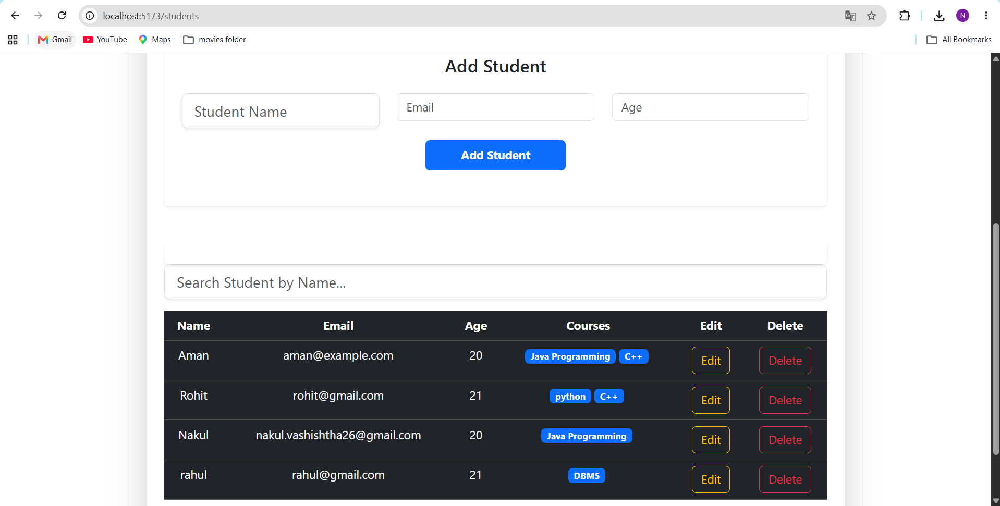 localhost:5173/students
N
Gmail YouTube Maps movies folder All Bookmarks
Add Student
Student Name Email Age
Add Student
Search Student by Name...
Name Email Age Courses Edit Delete
Aman aman@example.com 20 Java Programming C++ Edit Delete
Rohit rohit@gmail.com 21 python C++ Edit Delete
Nakul nakul.vashishtha26@gmail.com 20 Java Programming Edit Delete
rahul rahul@gmail.com 21 DBMS Edit Delete